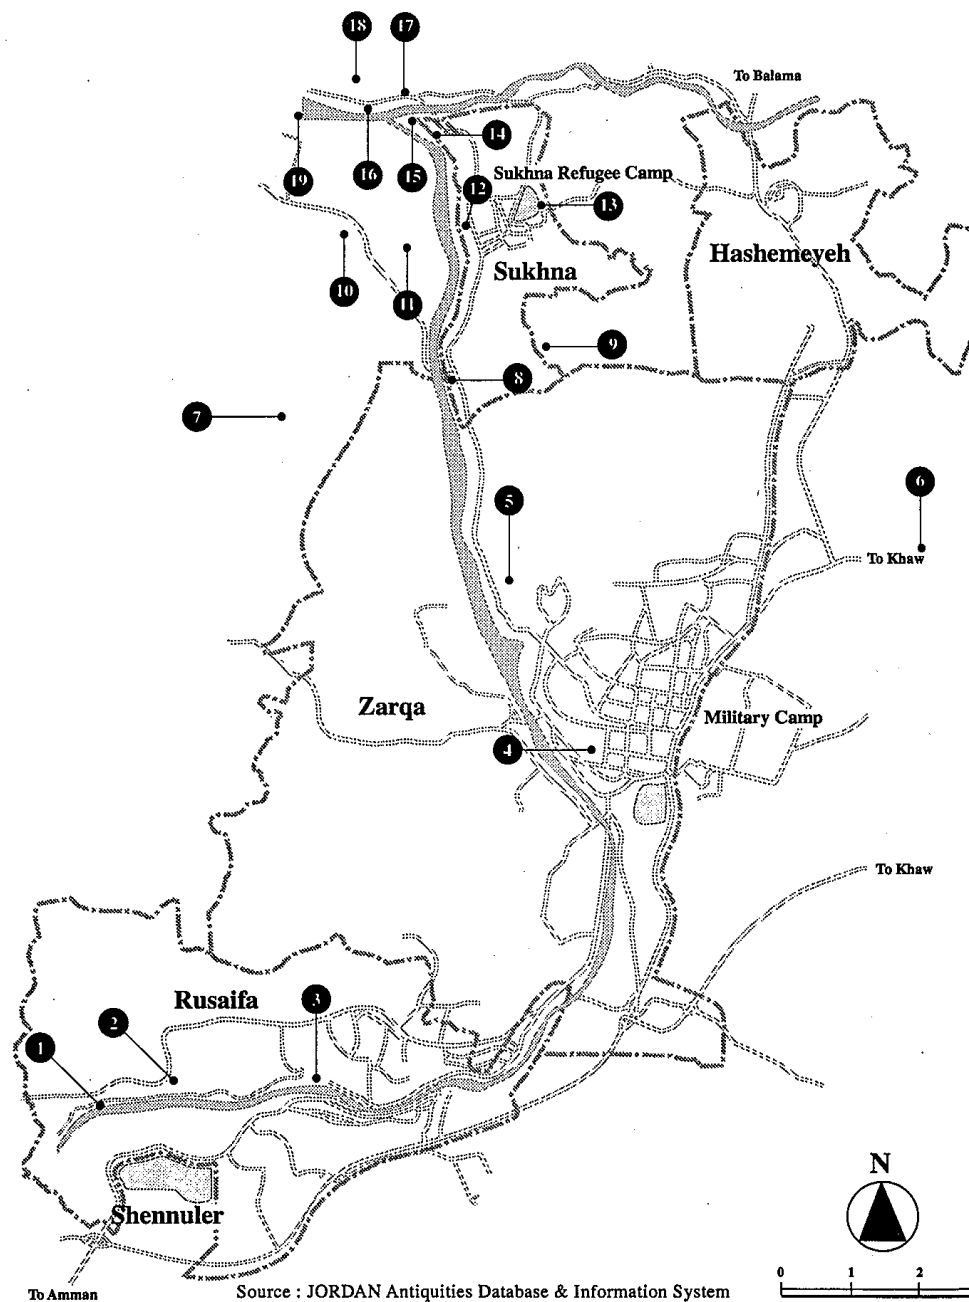 18
17
To Balama
14
19
16
15
12
Sukhna Refugee Camp
13
Hashemeyeh
Sukhna
10
11
9
8
7
6
5
To Khaw
Zarqa
Military Camp
4
To Khaw
Rusaifa
3
2
1
N
Shennuler
0 1 2
To Amman
Source : JORDAN Antiquities Database & Information System